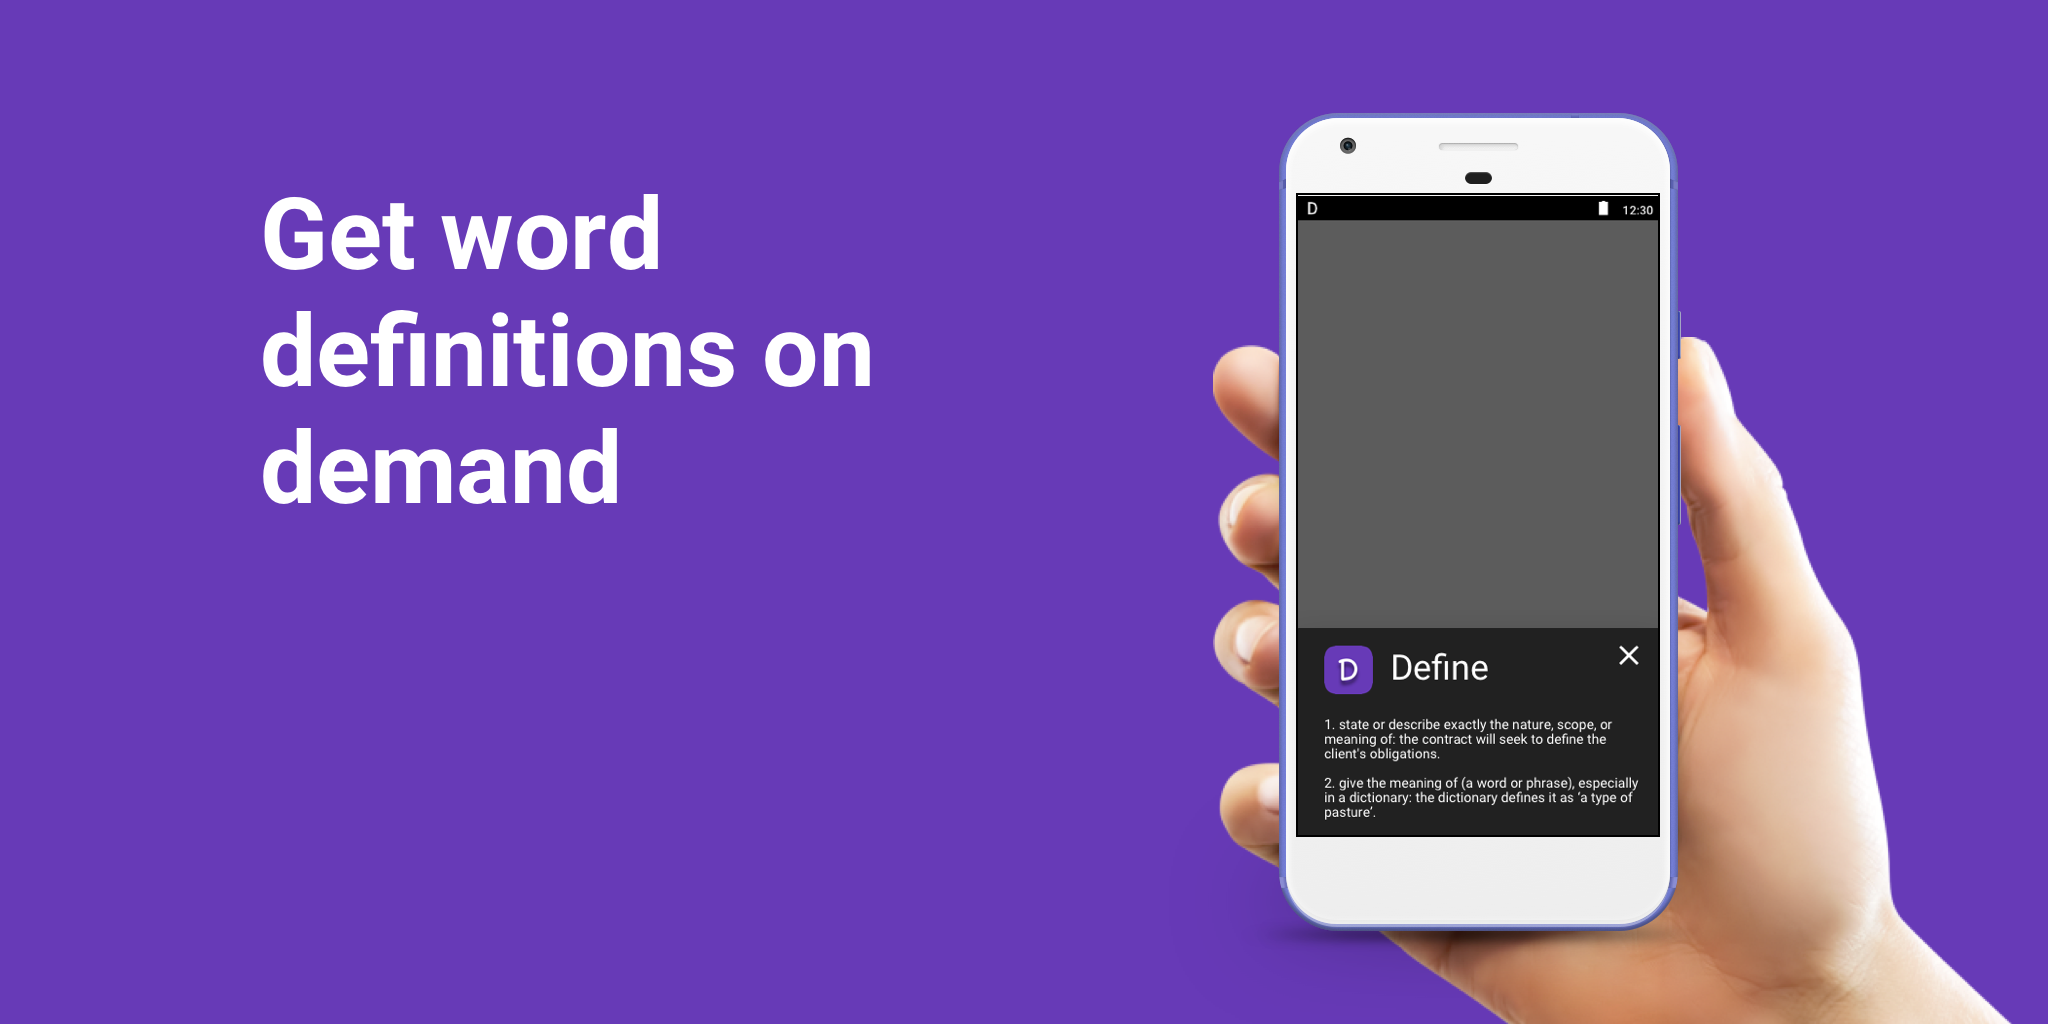 Get word
definitions on
demand
D
12:30
D
Define
1. state or describe exactly the nature, scope, or
meaning of: the contract will seek to define the
client's obligations.
2. give the meaning of (a word or phrase), especially
in a dictionary: the dictionary defines it as ‘a type of
pasture’.